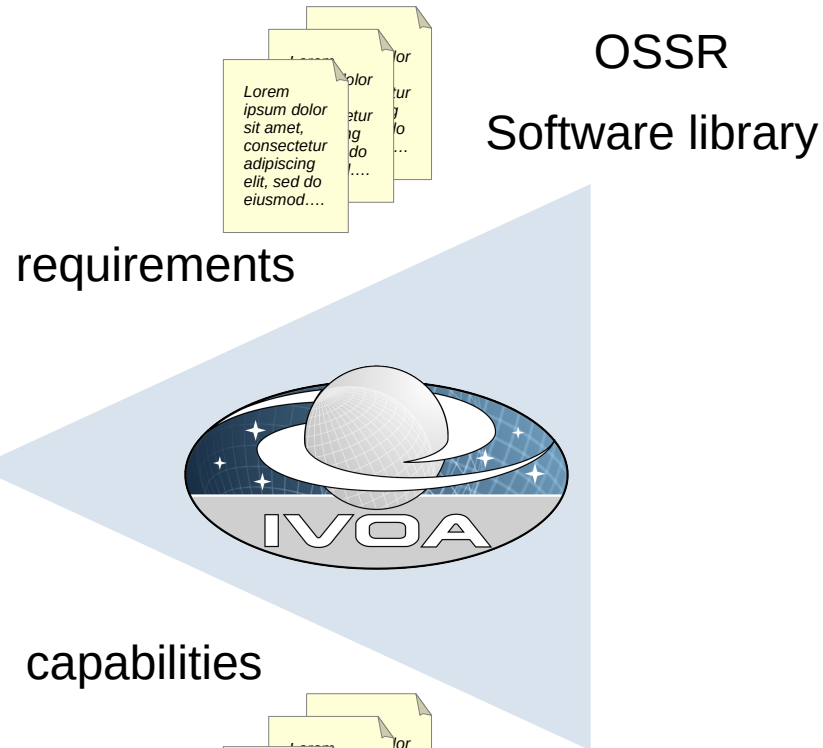 OSSR
Software library
Lorem
ipsum dolor
sit amet,
consectetur
adipiscing
elit, sed do
eiusmod….
requirements
IVOA
capabilities